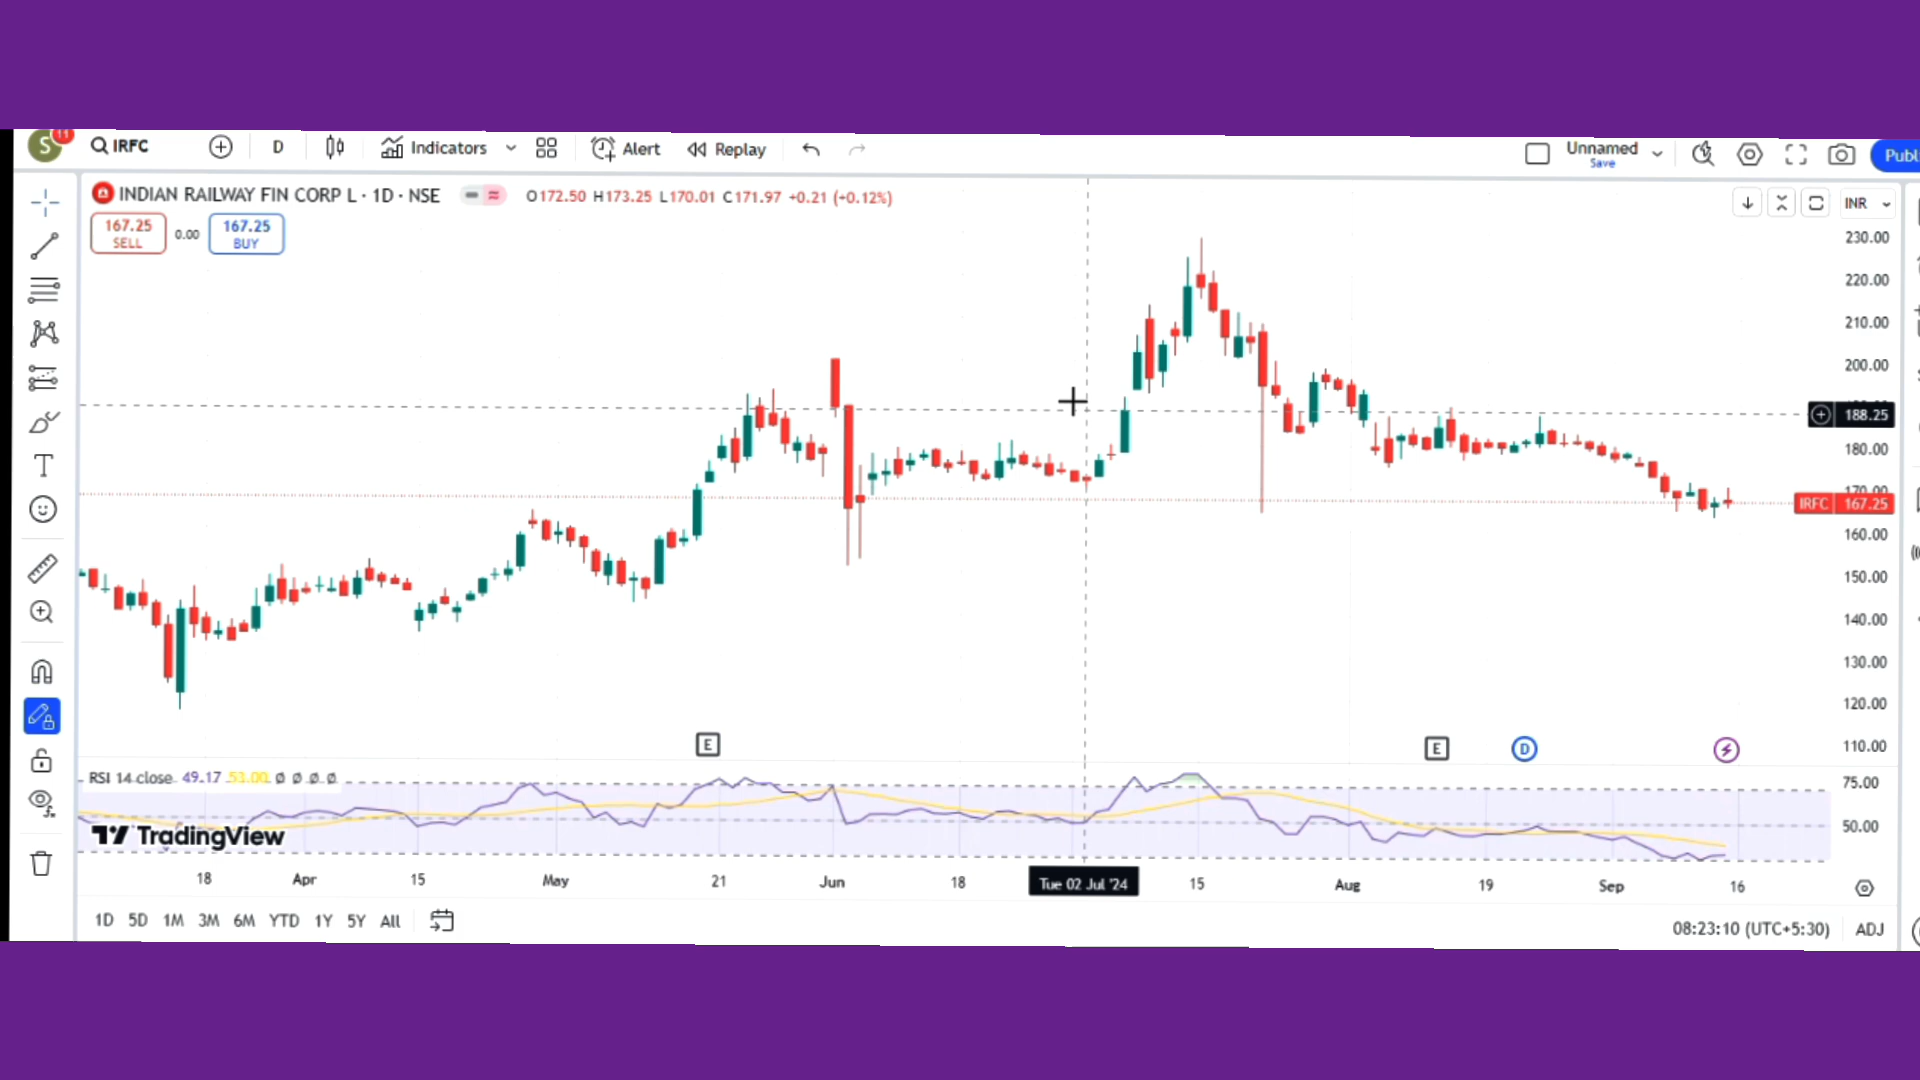 S 11 IRFC D Indicators Alert Replay Unnamed Save Publ
INDIAN RAILWAY FIN CORP L · 1D · NSE O172.50 H173.25 L170.01 C171.97 +0.21 (+0.12%) INR
167.25 SELL 0.00 167.25 BUY
230.00
220.00
210.00
200.00
188.25
180.00
170.00
IRFC 167.25
160.00
150.00
140.00
130.00
120.00
E E D
110.00
RSI 14 close 49.17 53.00 Ø Ø Ø Ø 75.00
50.00
TradingView
18 Apr 15 May 21 Jun 18 Tue 02 Jul '24 15 Aug 19 Sep 16
1D 5D 1M 3M 6M YTD 1Y 5Y All 08:23:10 (UTC+5:30) ADJ